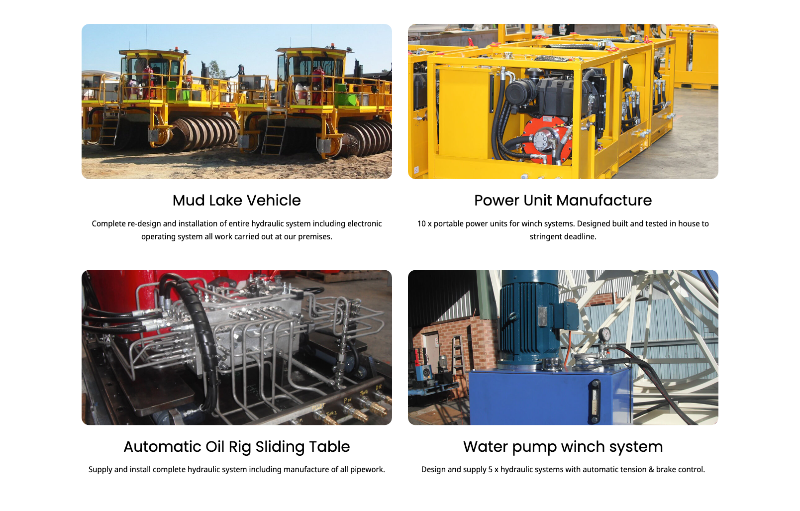 Mud Lake Vehicle
Complete re-design and installation of entire hydraulic system including electronic
operating system all work carried out at our premises.
Power Unit Manufacture
10 x portable power units for winch systems. Designed built and tested in house to
stringent deadline.
Automatic Oil Rig Sliding Table
Supply and install complete hydraulic system including manufacture of all pipework.
Water pump winch system
Design and supply 5 x hydraulic systems with automatic tension & brake control.